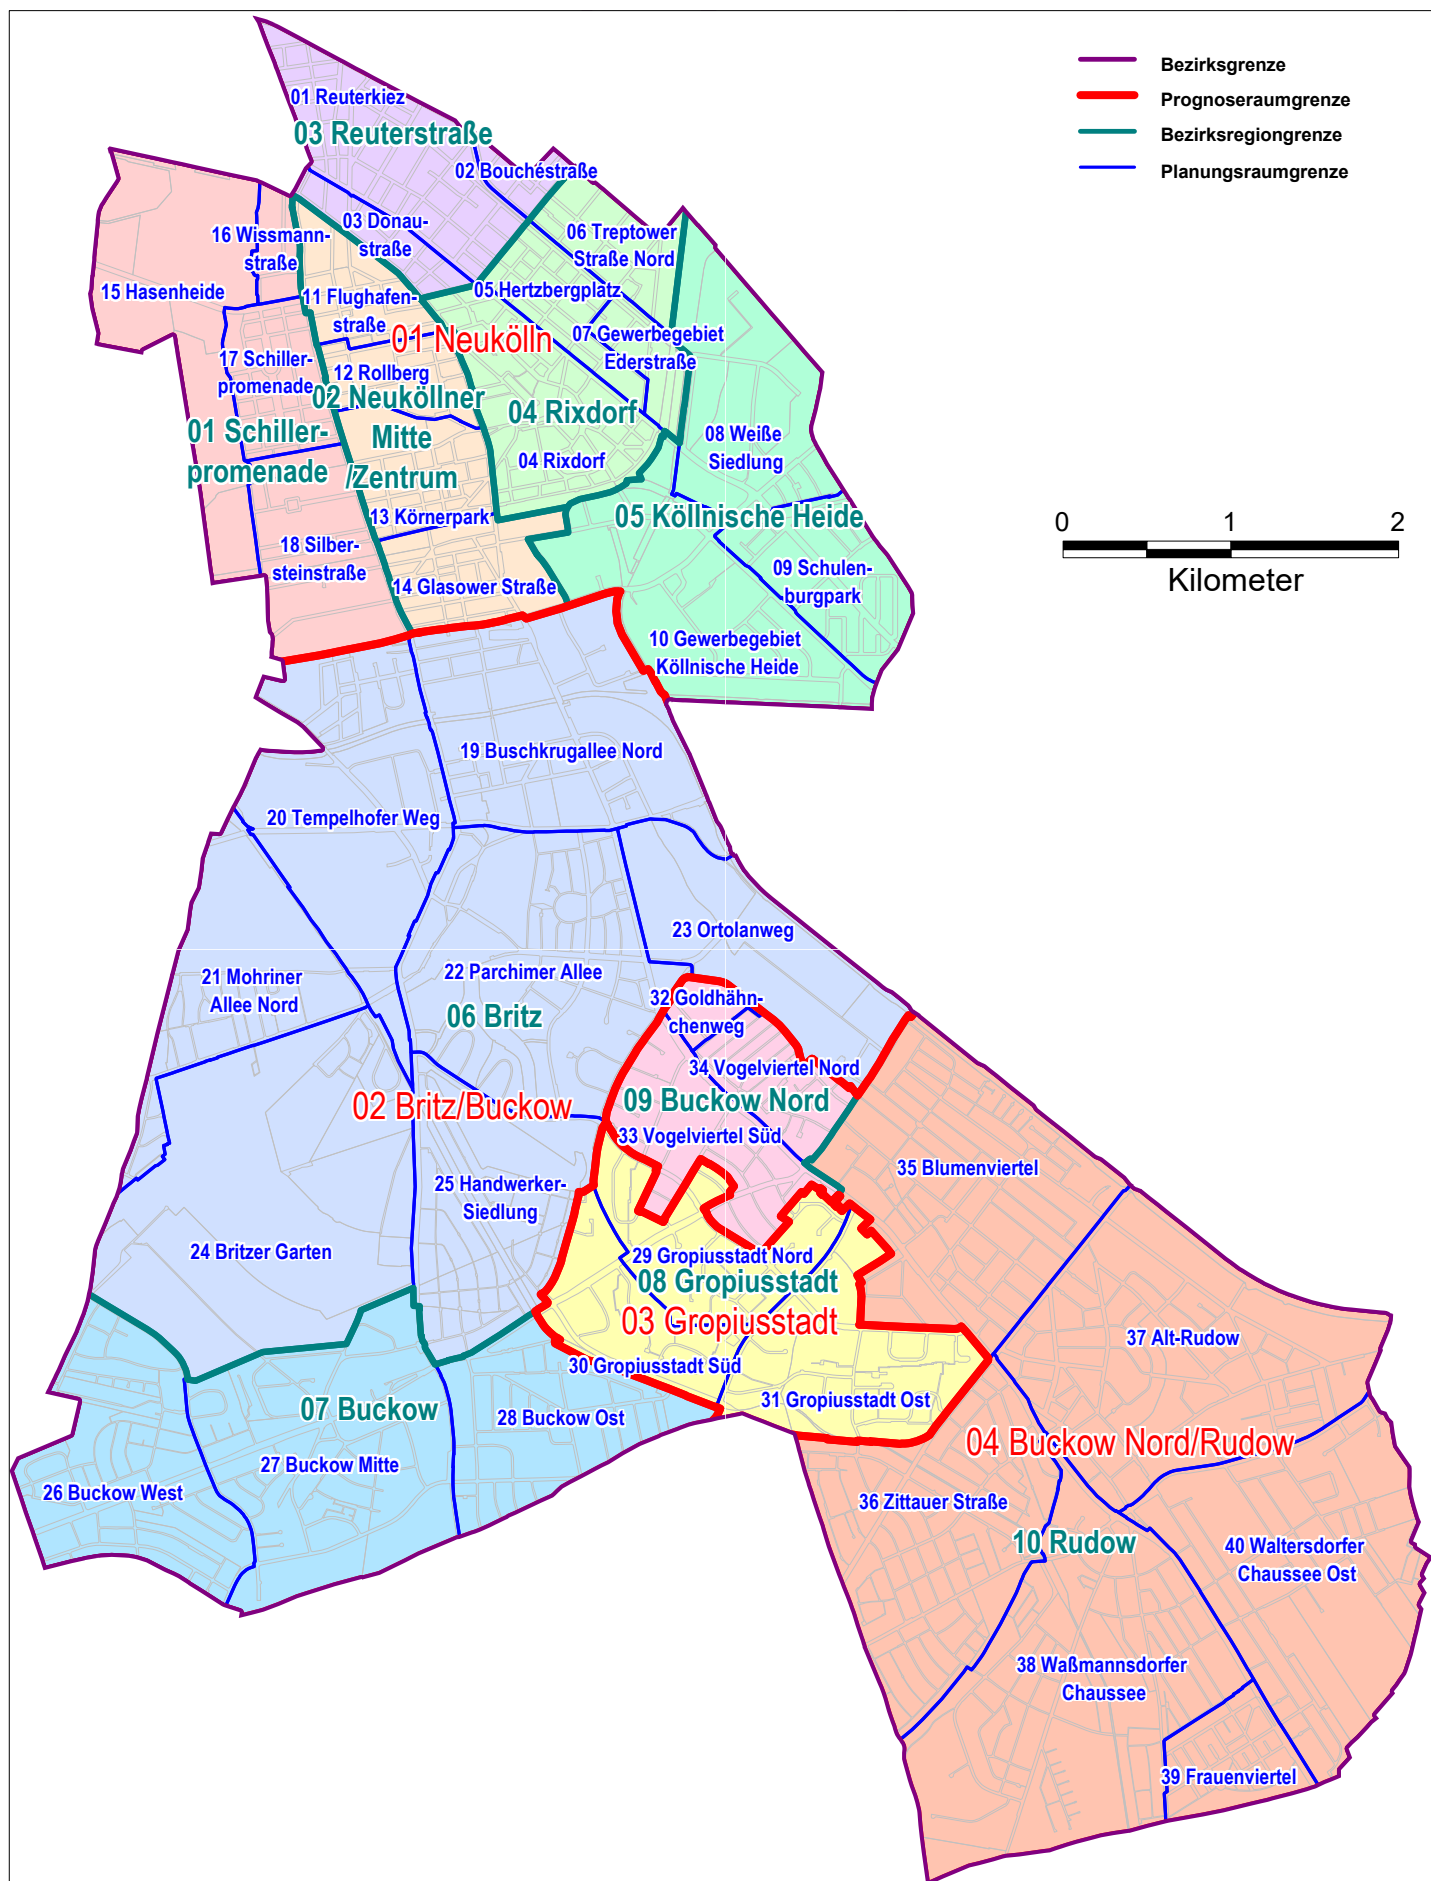 Bezirksgrenze
Prognoseraumgrenze
Bezirksregiongrenze
Planungsraumgrenze
01 Reuterkiez
03 Reuterstraße
02 Bouchéstraße
03 Donau-
straße
06 Treptower
Straße Nord
16 Wissmann-
straße
15 Hasenheide
11 Flughafen-
straße
05 Hertzbergplatz
01 Neukölln
07 Gewerbegebiet
Ederstraße
17 Schiller-
promenade
12 Rollberg
02 Neuköllner
Mitte
/Zentrum
04 Rixdorf
01 Schiller-
promenade
04 Rixdorf
08 Weiße
Siedlung
13 Körnerpark
05 Köllnische Heide
18 Silber-
steinstraße
14 Glasower Straße
09 Schulen-
burgpark
10 Gewerbegebiet
Köllnische Heide
0 1 2
Kilometer
19 Buschkrugallee Nord
20 Tempelhofer Weg
23 Ortolanweg
21 Mohriner
Allee Nord
22 Parchimer Allee
06 Britz
32 Goldhähn-
chenweg
34 Vogelviertel Nord
02 Britz/Buckow
09 Buckow Nord
33 Vogelviertel Süd
35 Blumenviertel
25 Handwerker-
Siedlung
24 Britzer Garten
29 Gropiusstadt Nord
08 Gropiusstadt
03 Gropiusstadt
30 Gropiusstadt Süd
31 Gropiusstadt Ost
37 Alt-Rudow
07 Buckow
28 Buckow Ost
27 Buckow Mitte
26 Buckow West
04 Buckow Nord/Rudow
36 Zittauer Straße
10 Rudow
40 Waltersdorfer
Chaussee Ost
38 Waßmannsdorfer
Chaussee
39 Frauenviertel